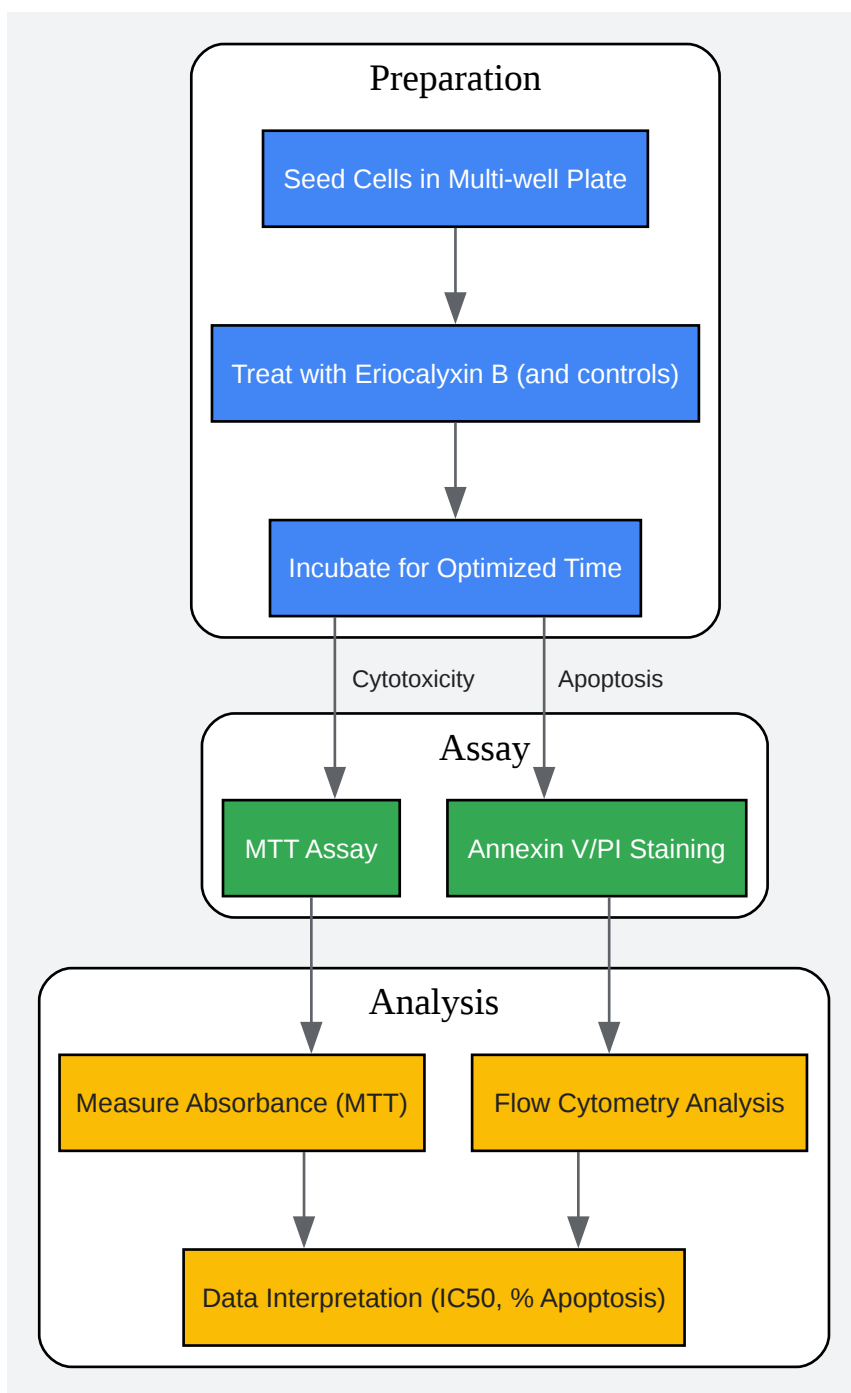 Preparation
Seed Cells in Multi-well Plate
Treat with Eriocalyxin B (and controls)
Incubate for Optimized Time
Cytotoxicity
Apoptosis
Assay
MTT Assay
Annexin V/PI Staining
Analysis
Measure Absorbance (MTT)
Flow Cytometry Analysis
Data Interpretation (IC50, % Apoptosis)